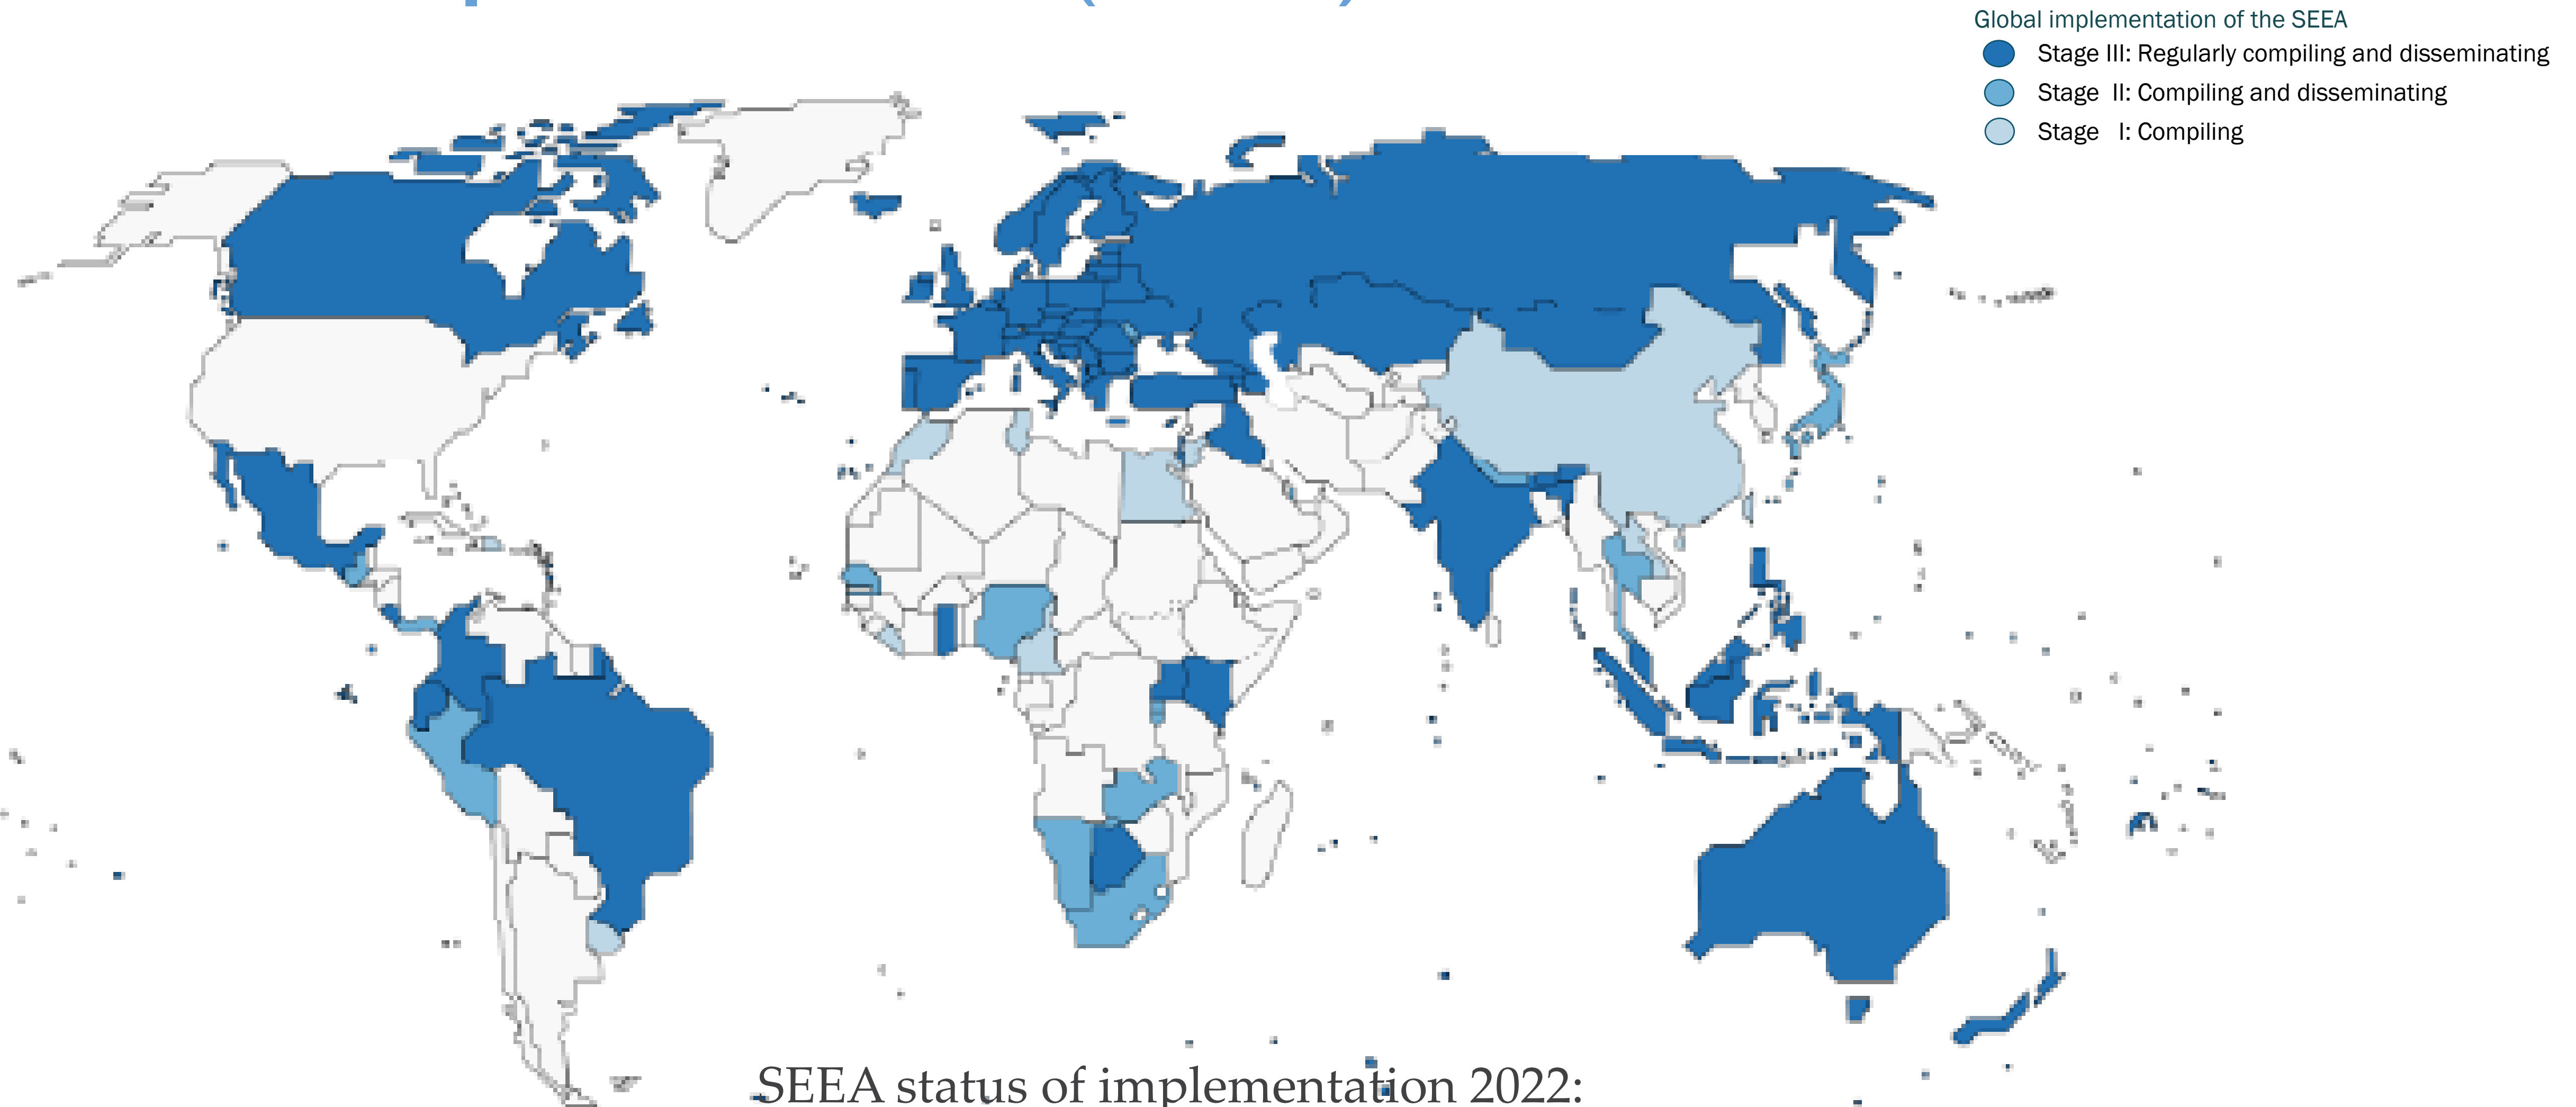 Global implementation of the SEEA
Stage III: Regularly compiling and disseminating
Stage II: Compiling and disseminating
Stage I: Compiling
SEEA status of implementation 2022: